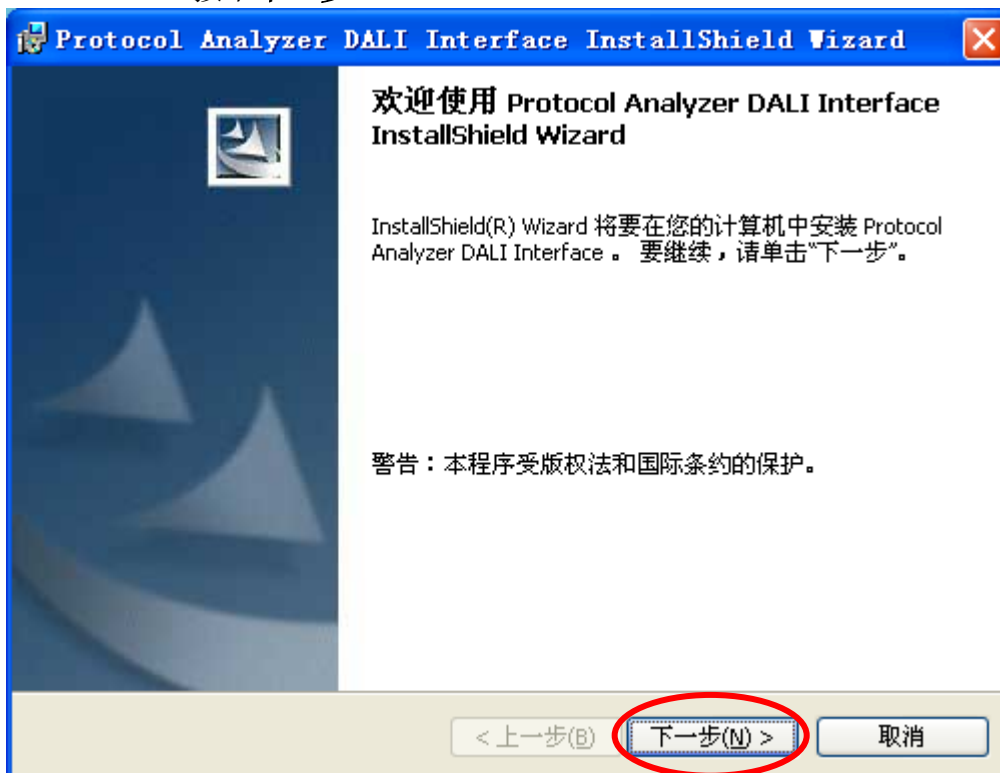 Protocol Analyzer DALI Interface InstallShield Wizard
欢迎使用 Protocol Analyzer DALI Interface
InstallShield Wizard
InstallShield(R) Wizard 将要在您的计算机中安装 Protocol
Analyzer DALI Interface 。 要继续，请单击“下一步”。
警告：本程序受版权法和国际条约的保护。
<上一步(B)
下一步(N) >
取消